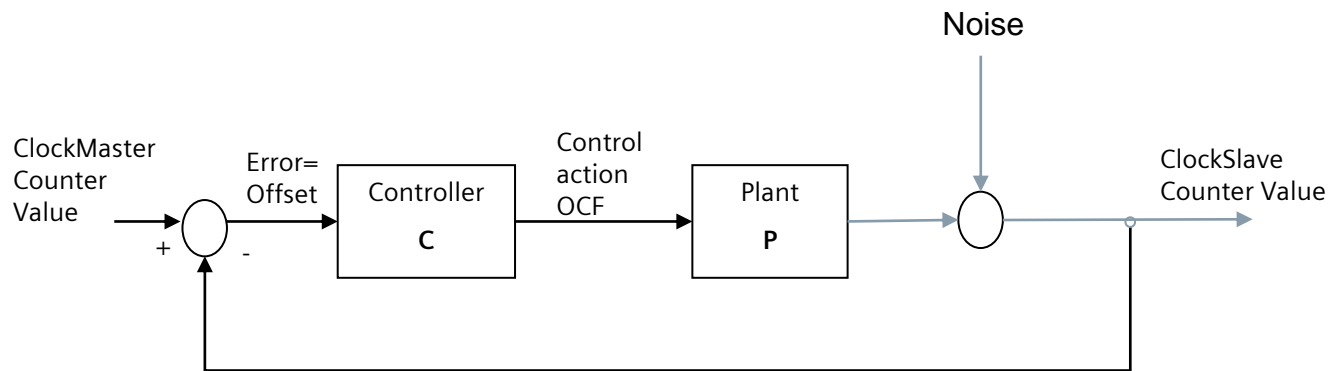 Noise
ClockMaster
Counter
Value
+
-
Error=
Offset
Controller
C
Control
action
OCF
Plant
P
ClockSlave
Counter Value